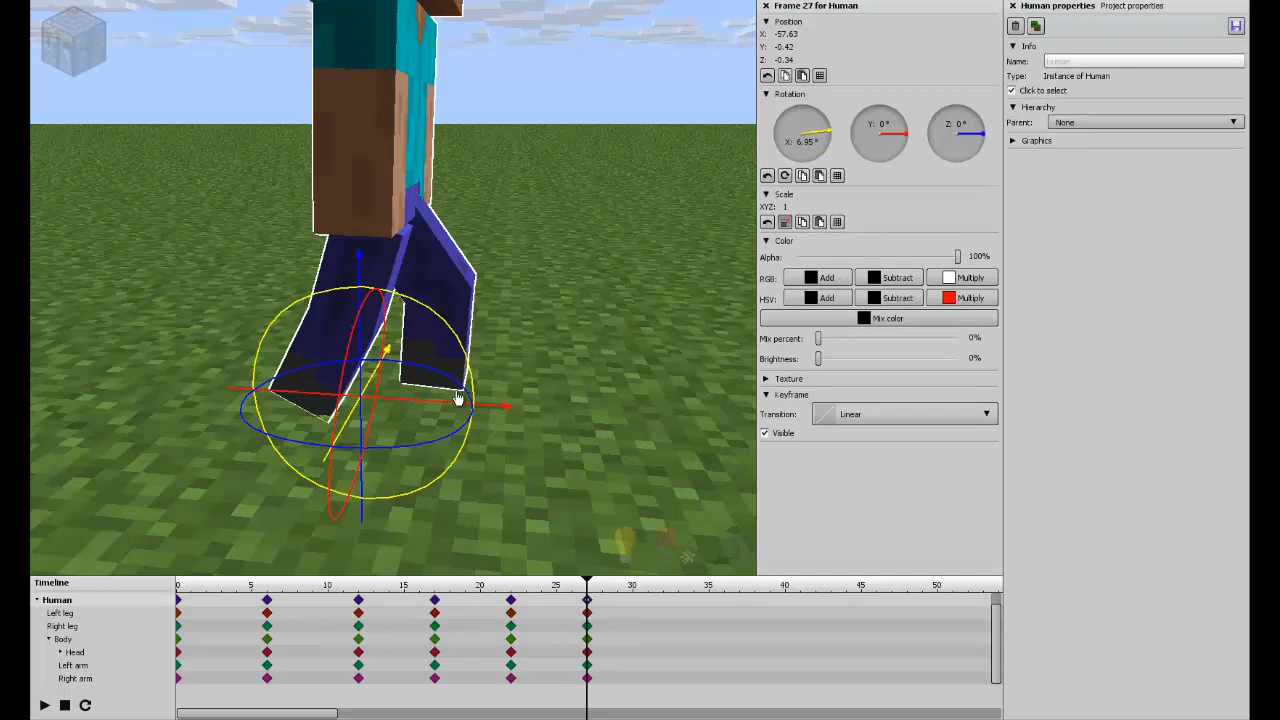 Frame 27 for Human
Position
X: -57.63
Y: -0.42
Z: -0.34
Rotation
X: 6.95°
Y: 0°
Z: 0°
Scale
XYZ: 1
Color
Alpha: 100%
RGB: Add Subtract Multiply
HSV: Add Subtract Multiply
Mix color
Mix percent: 0%
Brightness: 0%
Texture
Keyframe
Transition: Linear
Visible
Human properties Project properties
Info
Name: Human
Type: Instance of Human
Click to select
Hierarchy
Parent: None
Graphics
Timeline
0 5 10 15 20 25 30 35 40 45 50
Human
Left leg
Right leg
Body
Head
Left arm
Right arm